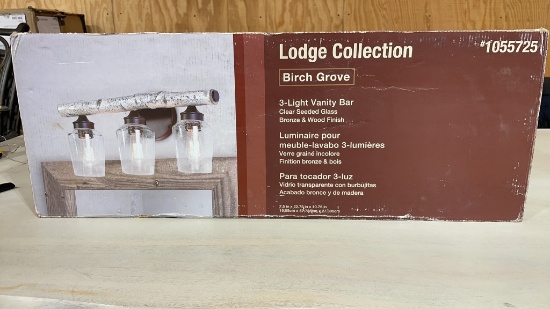 Lodge Collection
#1055725
Birch Grove
3-Light Vanity Bar
Clear Seeded Glass
Bronze & Wood Finish
Luminaire pour
meuble-lavabo 3-lumières
Verre grainé incolore
Finition bronze & bois
Para tocador 3-luz
Vidrio transparente con burbujitas
Acabado bronce y de madera